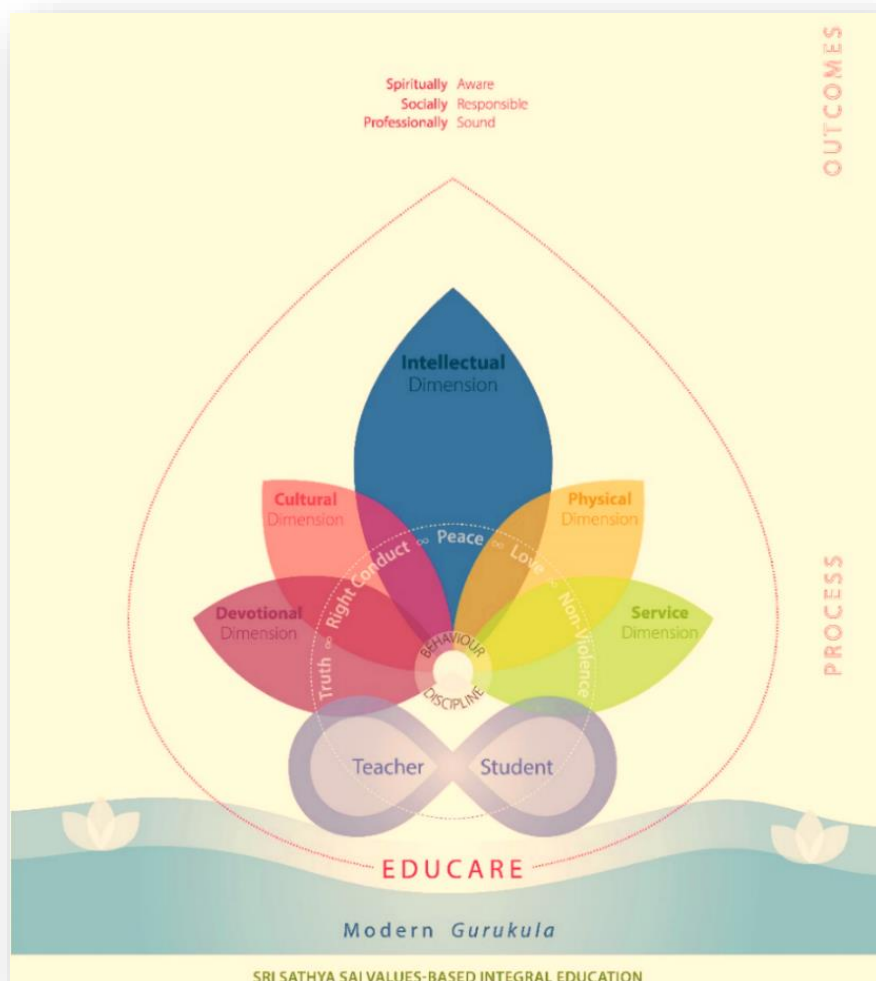 OUTCOMES
Spiritually Aware
Socially Responsible
Professionally Sound
Intellectual
Dimension
Cultural
Dimension
Physical
Dimension
Devotional
Dimension
Service
Dimension
Truth ∞ Right Conduct ∞ Peace ∞ Love ∞ Non-Violence
BEHAVIOUR
DISCIPLINE
PROCESS
Teacher
Student
EDUCARE
Modern Gurukula
SRI SATHYA SAI VALUES-BASED INTEGRAL EDUCATION